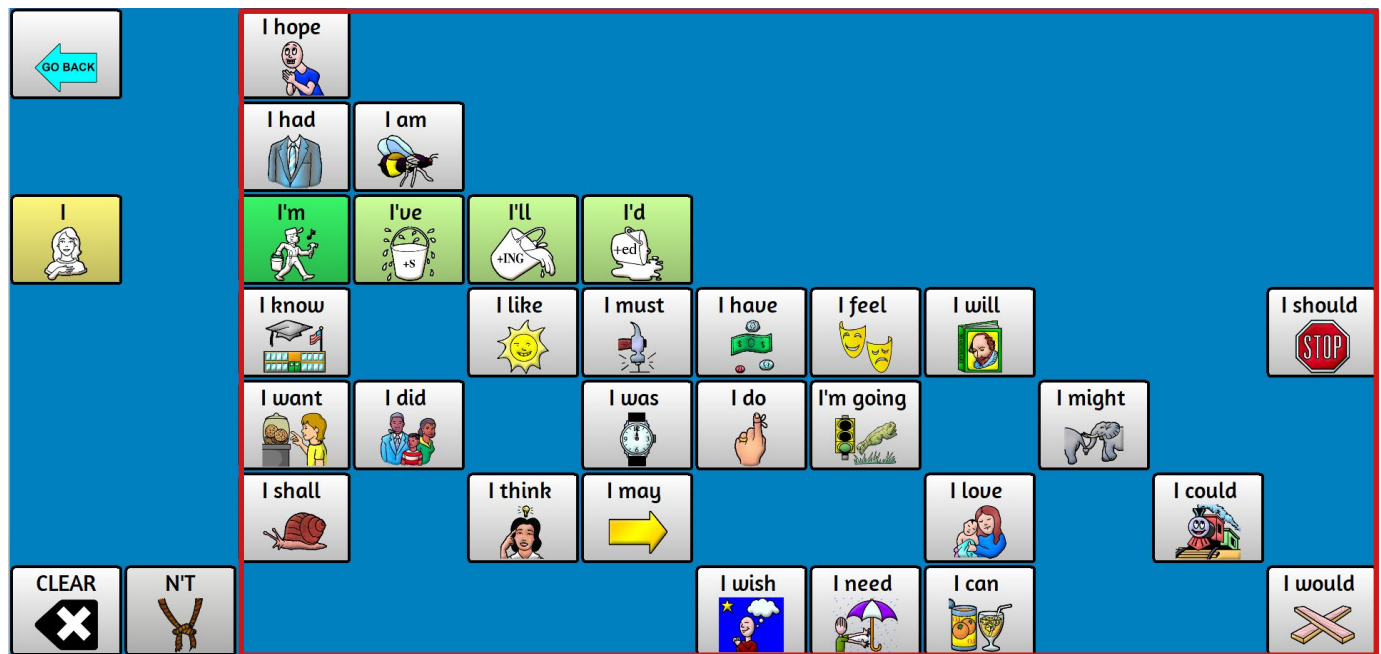 I hope
GO BACK
I had I am
I I'm I've I'll I'd
+S +ING +ed
I know I like I must I have I feel I will I should
STOP
I want I did I was I do I'm going I might
I shall I think I may I love I could
CLEAR N'T I wish I need I can I would